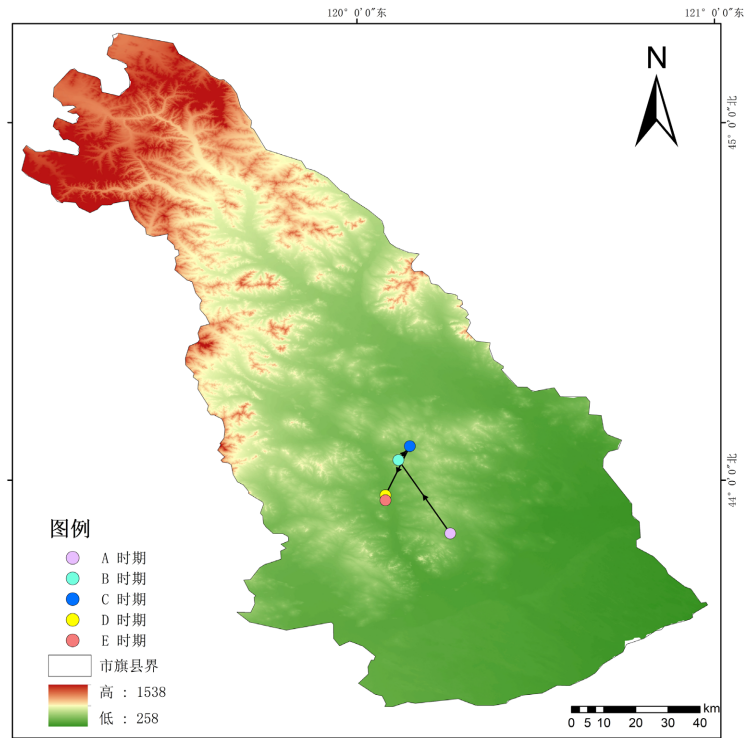 120° 0′0″东
121° 0′0″东
N
45° 0′0″北
44° 0′0″北
图例
A 时期
B 时期
C 时期
D 时期
E 时期
市旗县界
高 : 1538
低 : 258
km
0 5 10 20 30 40